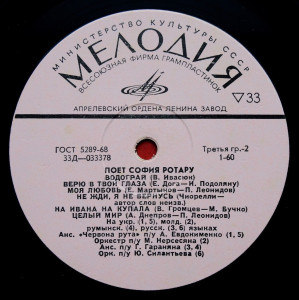 МИНИСТЕРСТВО КУЛЬТУРЫ СССР
МЕЛОДИЯ
ВСЕСОЮЗНАЯ ФИРМА ГРАМПЛАСТИНОК
АПРЕЛЕВСКИЙ ОРДЕНА ЛЕНИНА ЗАВОД
▽33
ГОСТ 5289-68
33Д—033378
Третья гр.-2
1-60
ПОЕТ СОФИЯ РОТАРУ
ВОДОГРАЙ (В. Ивасюк)
ВЕРЮ В ТВОИ ГЛАЗА (Е. Дога—И. Подоляну)
МОЯ ЛЮБОВЬ (Е. Мартынов—П. Леонидов)
НЕ ЖДИ, Я НЕ ВЕРНУСЬ (Чиорелли—
автор слов неизв.)
НА ИВАНА НА КУПАЛА (В. Громцев—М. Бучко)
ЦЕЛЫЙ МИР (А. Днепров—П. Леонидов)
На укр. (1, 5), молд. (2),
румынск. (4), русск. (3, 6) языках
Анс. «Червона рута» п/у А. Евдокименко (1, 5)
Оркестр п/у М. Нерсесяна (2)
Анс. п/у Г. Гараняна (3, 4)
Орк. п/у Ю. Силантьева (6)